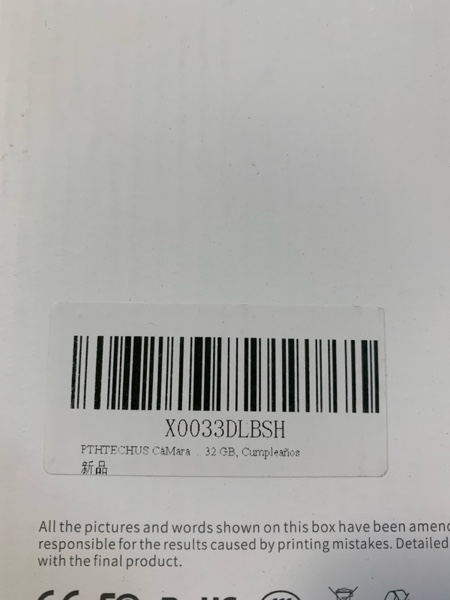 X0033DLBSH
PTHTECHUS CáMara ... 32 GB, Cumpleaños
新品
All the pictures and words shown on this box have been amend
responsible for the results caused by printing mistakes. Detailed
with the final product.